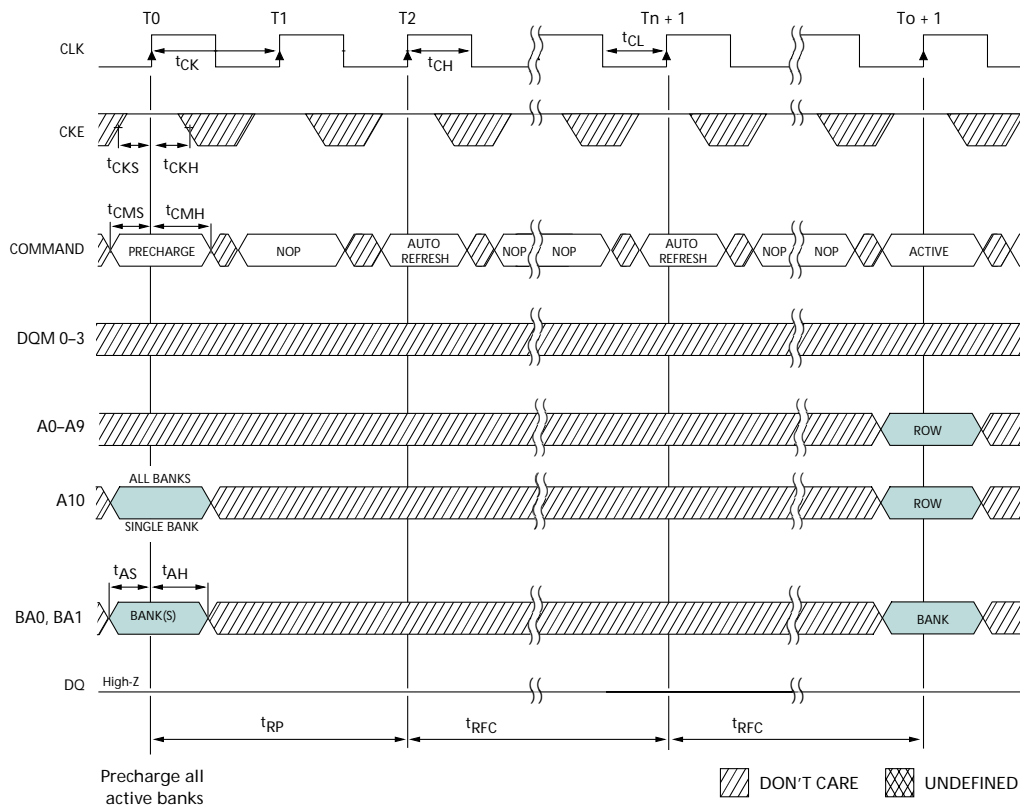 T0 T1 T2 Tn + 1 To + 1
CLK
tCK tCH tCL
CKE
tCKS tCKH
tCMS tCMH
COMMAND PRECHARGE NOP AUTO REFRESH NOP NOP AUTO REFRESH NOP NOP ACTIVE
DQM 0–3
A0–A9 ROW
ALL BANKS
A10 ROW
SINGLE BANK
tAS tAH
BA0, BA1 BANK(S) BANK
DQ High-Z
tRP tRFC tRFC
Precharge all
active banks
DON'T CARE UNDEFINED